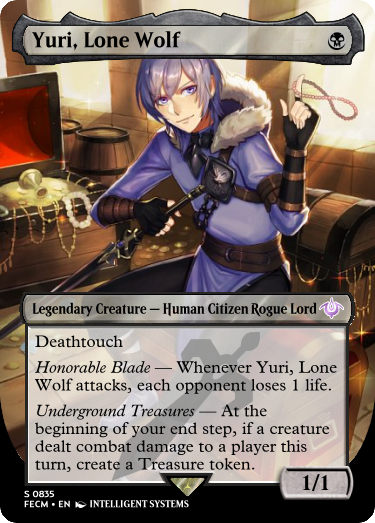 Yuri, Lone Wolf
Legendary Creature — Human Citizen Rogue Lord
Deathtouch
Honorable Blade — Whenever Yuri, Lone
Wolf attacks, each opponent loses 1 life.
Underground Treasures — At the
beginning of your end step, if a creature
dealt combat damage to a player this
turn, create a Treasure token.
1/1
S 0835
FECM • EN INTELLIGENT SYSTEMS